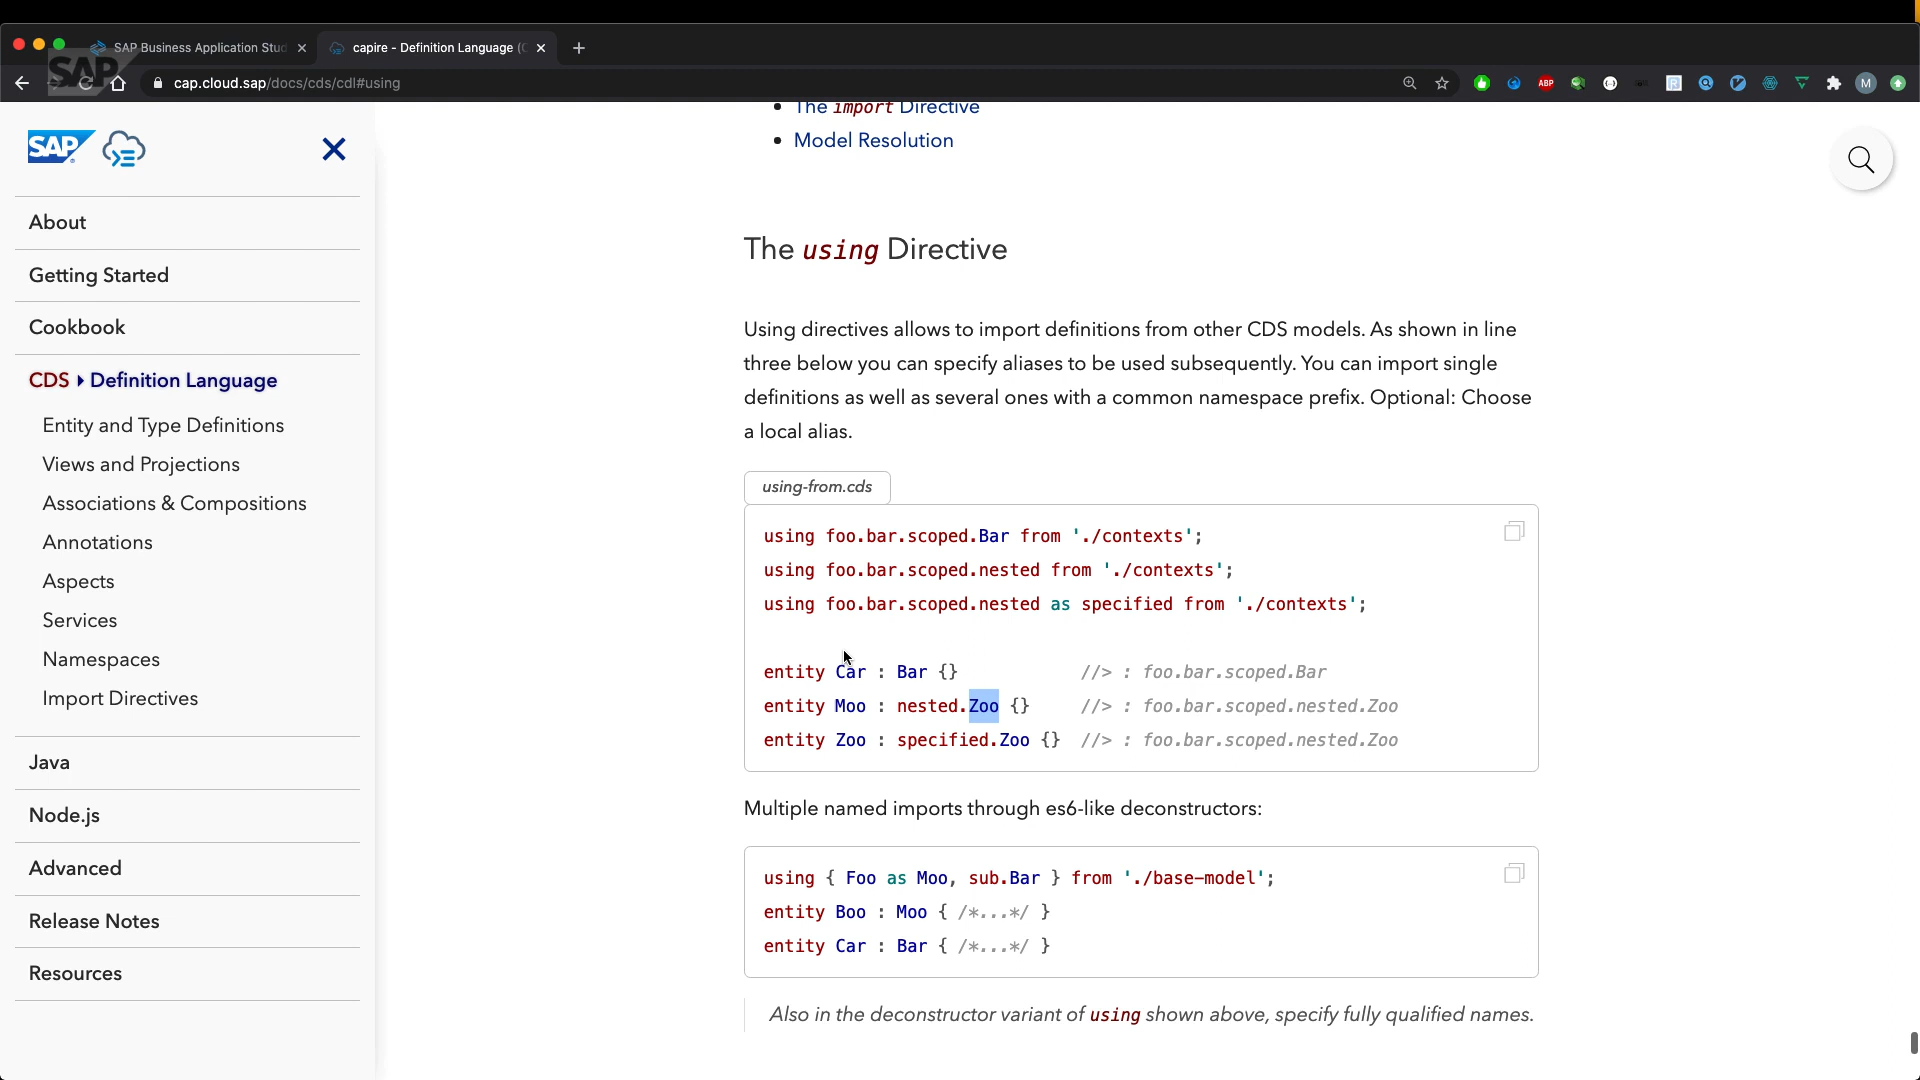 SAP Business Application Stud
capire - Definition Language (C
SAP
cap.cloud.sap/docs/cds/cdl#using
ABP
M
SAP
About
Getting Started
Cookbook
CDS Definition Language
Entity and Type Definitions
Views and Projections
Associations & Compositions
Annotations
Aspects
Services
Namespaces
Import Directives
Java
Node.js
Advanced
Release Notes
Resources
The import Directive
Model Resolution
The using Directive
Using directives allows to import definitions from other CDS models. As shown in line
three below you can specify aliases to be used subsequently. You can import single
definitions as well as several ones with a common namespace prefix. Optional: Choose
a local alias.
using-from.cds
using foo.bar.scoped.Bar from './contexts';
using foo.bar.scoped.nested from './contexts';
using foo.bar.scoped.nested as specified from './contexts';
entity Car : Bar {} //> : foo.bar.scoped.Bar
entity Moo : nested.Zoo {} //> : foo.bar.scoped.nested.Zoo
entity Zoo : specified.Zoo {} //> : foo.bar.scoped.nested.Zoo
Multiple named imports through es6-like deconstructors:
using { Foo as Moo, sub.Bar } from './base-model';
entity Boo : Moo { /*...*/ }
entity Car : Bar { /*...*/ }
Also in the deconstructor variant of using shown above, specify fully qualified names.